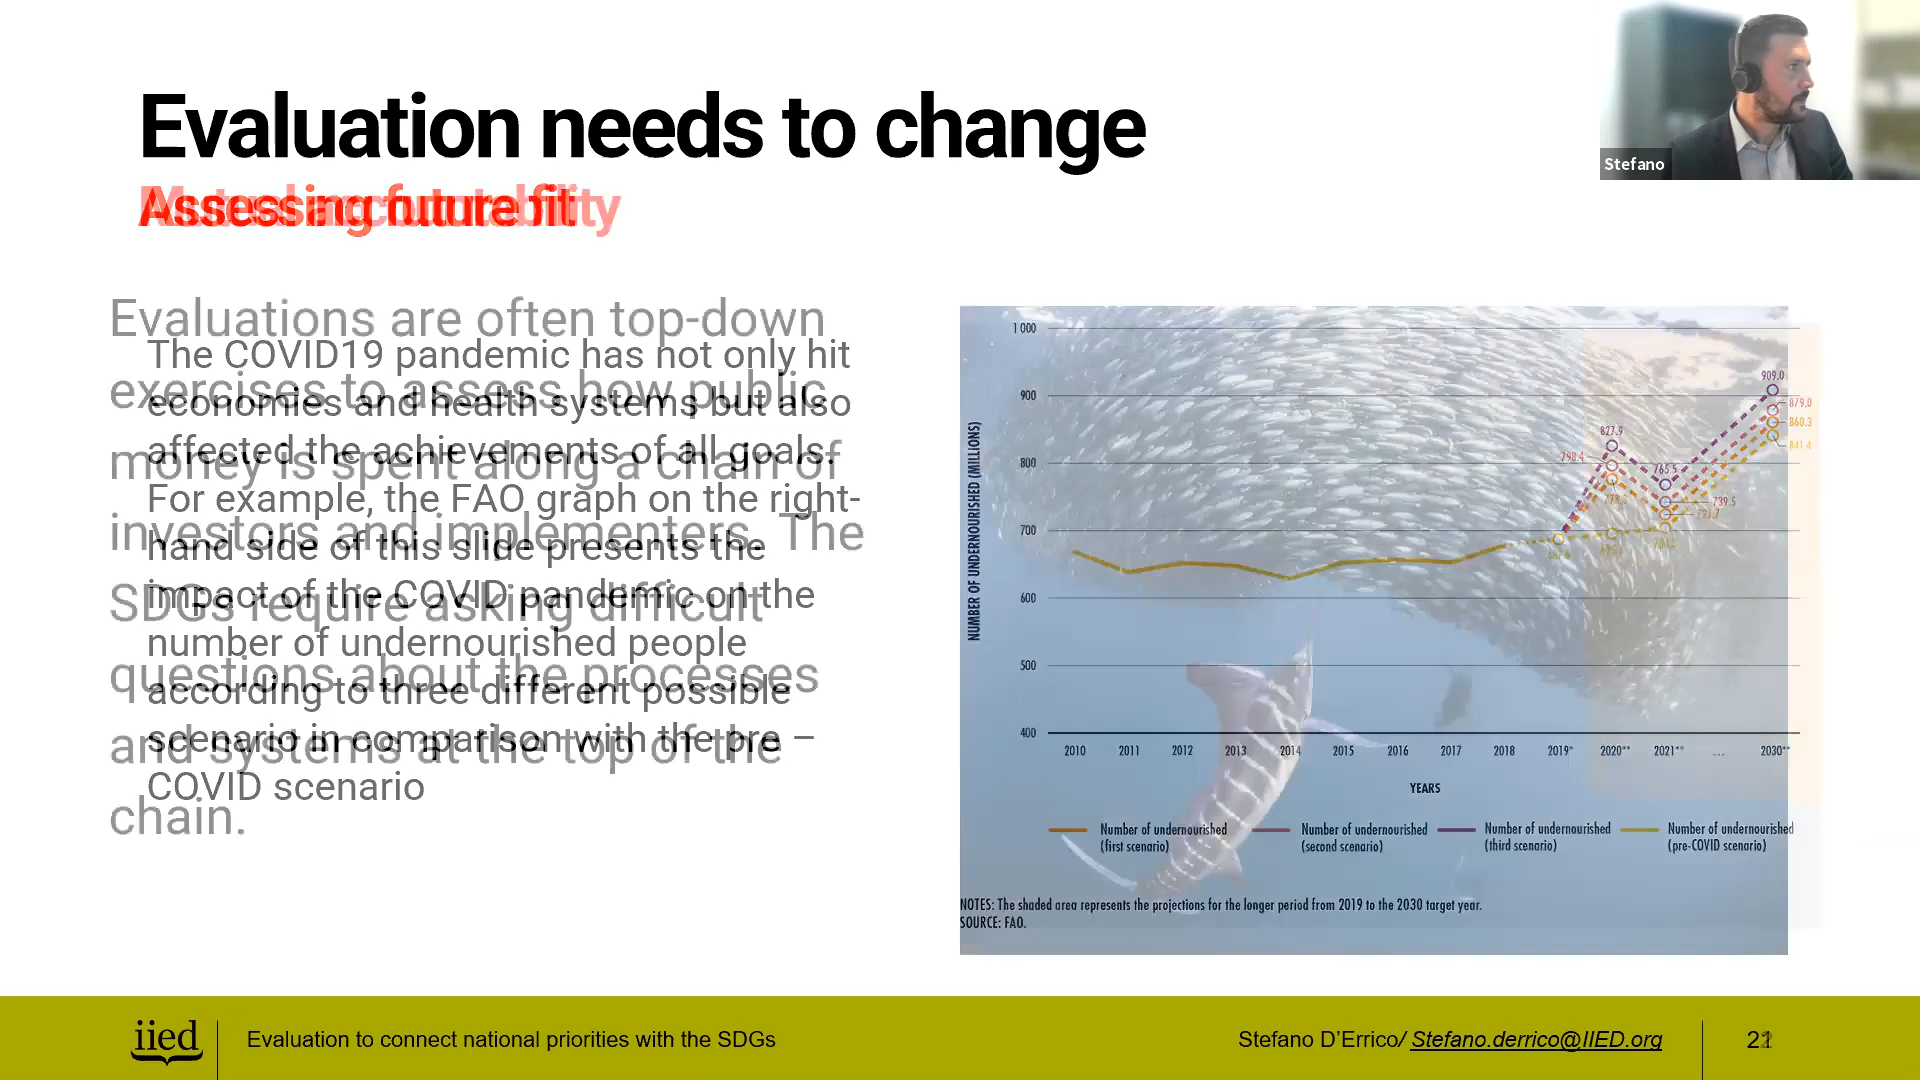 Evaluation needs to change
Stefano
Assessing future fit
Mutual accountability
Evaluations are often top-down
exercises to assess how public
money is spent along a chain of
investors and implementers. The
SDGs require asking difficult
questions about the processes
and systems at the top of the
chain.
The COVID19 pandemic has not only hit
economies and health systems but also
affected the achievements of all goals.
For example, the FAO graph on the right-
hand side of this slide presents the
impact of the COVID pandemic on the
number of undernourished people
according to three different possible
scenario in comparison with the pre –
COVID scenario
NUMBER OF UNDERNOURISHED (MILLIONS)
1 000
900
800
700
600
500
400
909.0
879.0
860.3
841.4
827.9
798.4
765.5
739.5
721.7
2010 2011 2012 2013 2014 2015 2016 2017 2018 2019* 2020** 2021** ... 2030**
YEARS
Number of undernourished
(first scenario)
Number of undernourished
(second scenario)
Number of undernourished
(third scenario)
Number of undernourished
(pre-COVID scenario)
NOTES: The shaded area represents the projections for the longer period from 2019 to the 2030 target year.
SOURCE: FAO.
iied
Evaluation to connect national priorities with the SDGs
Stefano D'Errico/ Stefano.derrico@IIED.org